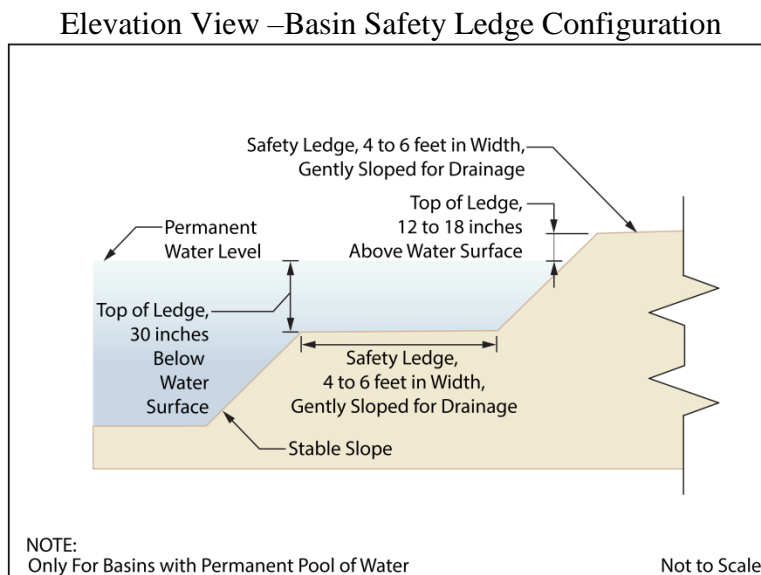 Elevation View –Basin Safety Ledge Configuration
Safety Ledge, 4 to 6 feet in Width,
Gently Sloped for Drainage
Top of Ledge,
12 to 18 inches
Above Water Surface
Permanent
Water Level
Top of Ledge,
30 inches
Below
Water
Surface
Safety Ledge,
4 to 6 feet in Width,
Gently Sloped for Drainage
Stable Slope
NOTE:
Only For Basins with Permanent Pool of Water
Not to Scale